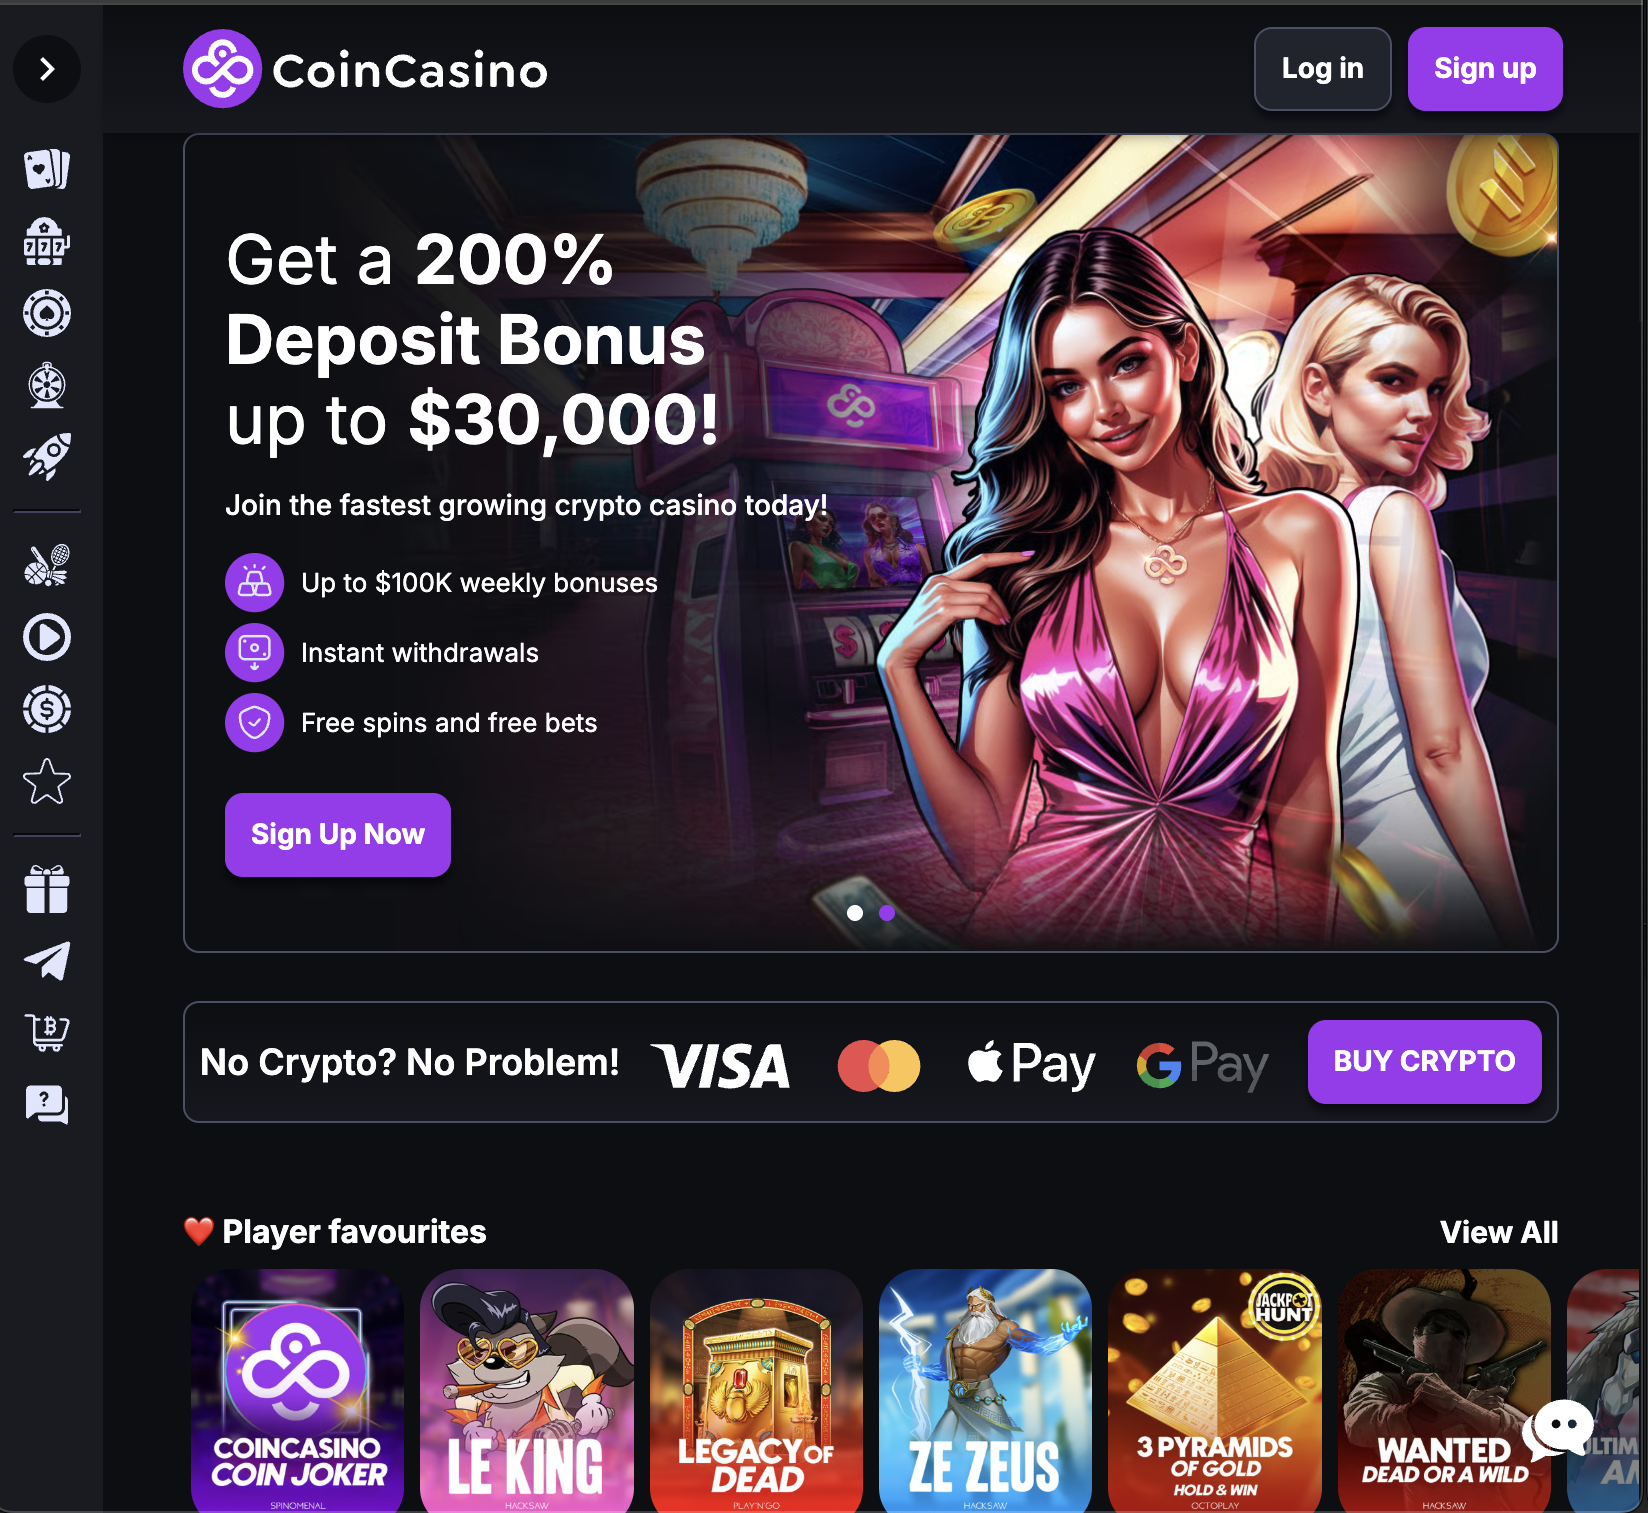 CoinCasino
Log in
Sign up
Get a 200%
Deposit Bonus
up to $30,000!
Join the fastest growing crypto casino today!
Up to $100K weekly bonuses
Instant withdrawals
Free spins and free bets
Sign Up Now
No Crypto? No Problem!
VISA
Pay
G Pay
BUY CRYPTO
Player favourites
View All
COINCASINO
COIN JOKER
SPINOMENAL
LE KING
HACKSAW
LEGACY OF
DEAD
PLAY'N GO
ZE ZEUS
HACKSAW
JACKPOT
HUNT
3 PYRAMIDS
OF GOLD
HOLD & WIN
OCTOPLAY
WANTED
DEAD OR A WILD
HACKSAW